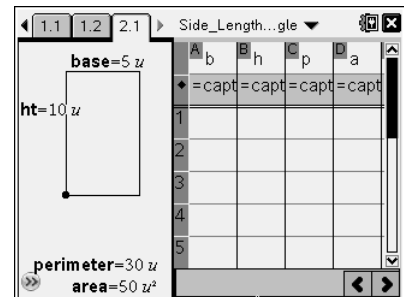 1.1 1.2 2.1 Side_Length…gle
base=5 u
ht=10 u
perimeter=30 u
area=50 u²
A b B h C p D a
=capt =capt =capt =capt
1
2
3
4
5